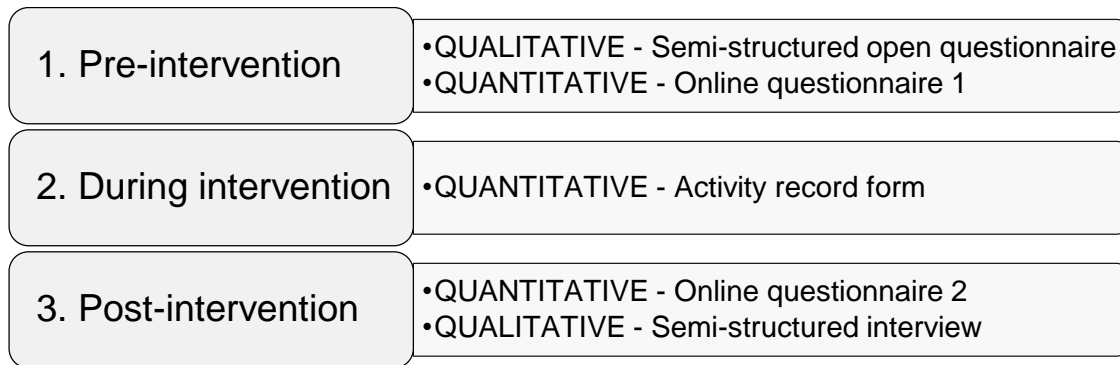 1. Pre-intervention
•QUALITATIVE - Semi-structured open questionnaire
•QUANTITATIVE - Online questionnaire 1
2. During intervention
•QUANTITATIVE - Activity record form
3. Post-intervention
•QUANTITATIVE - Online questionnaire 2
•QUALITATIVE - Semi-structured interview